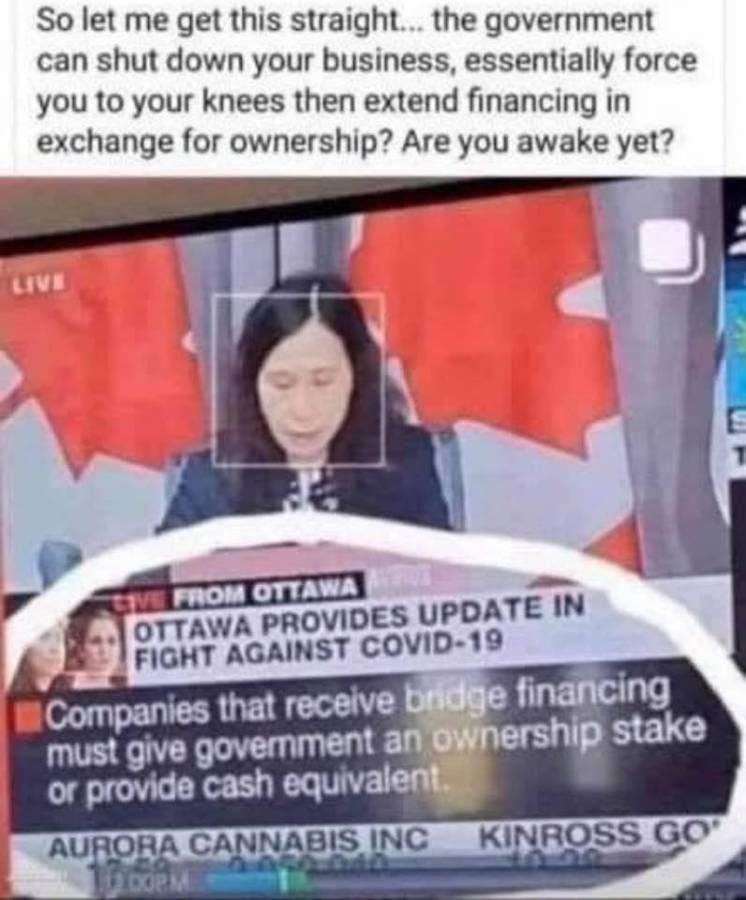 So let me get this straight... the government
can shut down your business, essentially force
you to your knees then extend financing in
exchange for ownership? Are you awake yet?
LIVE
LIVE FROM OTTAWA
OTTAWA PROVIDES UPDATE IN
FIGHT AGAINST COVID-19
Companies that receive bridge financing
must give government an ownership stake
or provide cash equivalent.
AURORA CANNABIS INC KINROSS GO